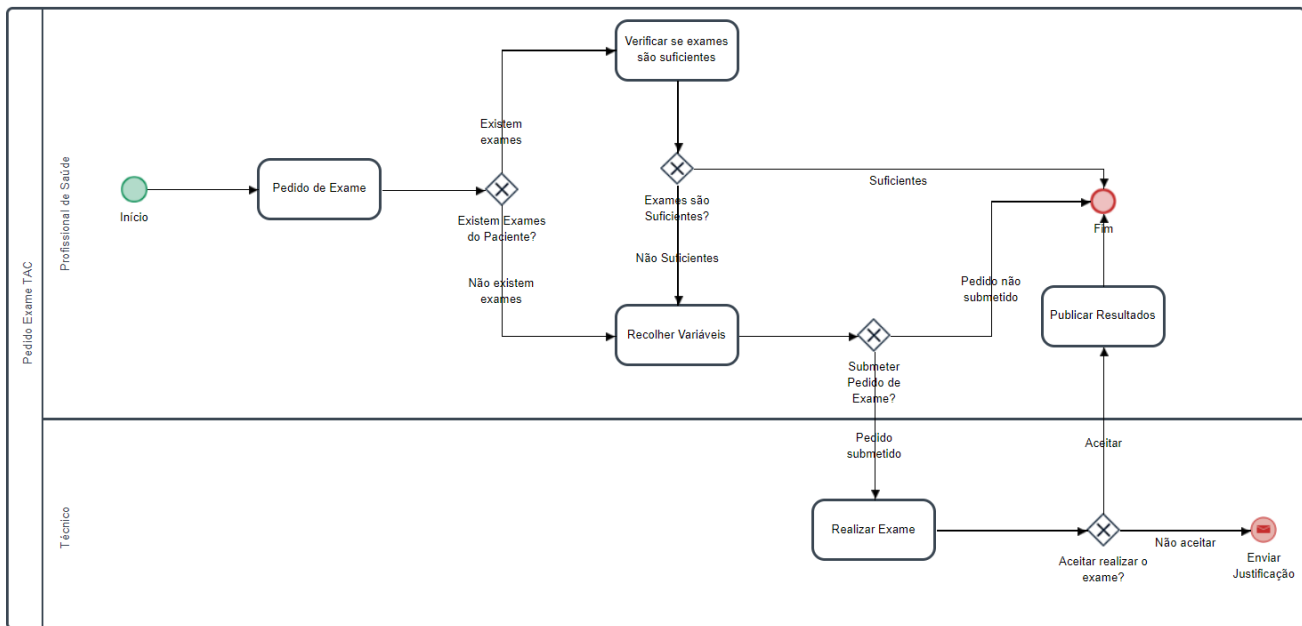 Pedido Exame TAC
Profissional de Saúde
Início
Pedido de Exame
Existem
exames
Existem Exames
do Paciente?
Não existem
exames
Verificar se exames
são suficientes
Exames são
Suficientes?
Suficientes
Não Suficientes
Recolher Variáveis
Submeter
Pedido de
Exame?
Pedido não
submetido
Fim
Publicar Resultados
Técnico
Pedido
submetido
Realizar Exame
Aceitar
Aceitar realizar o
exame?
Não aceitar
Enviar
Justificação